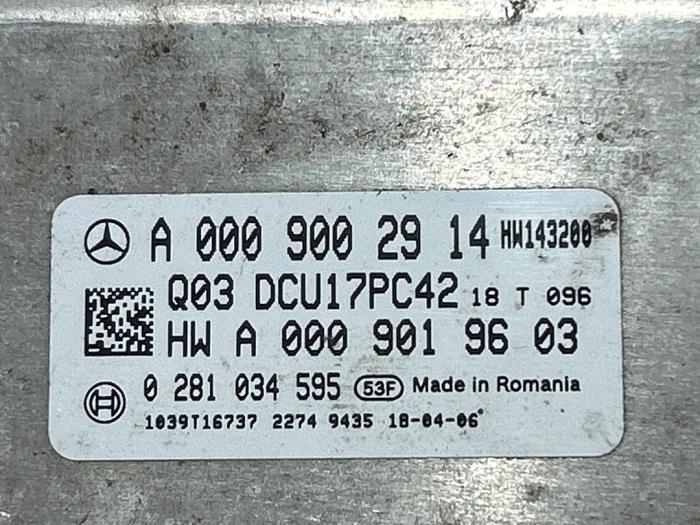 A 000 900 29 14 HW143200
Q03 DCU17PC42 18 T 096
HW A 000 901 96 03
0 281 034 595 53F Made in Romania
1039T16737 2274 9435 18-04-06